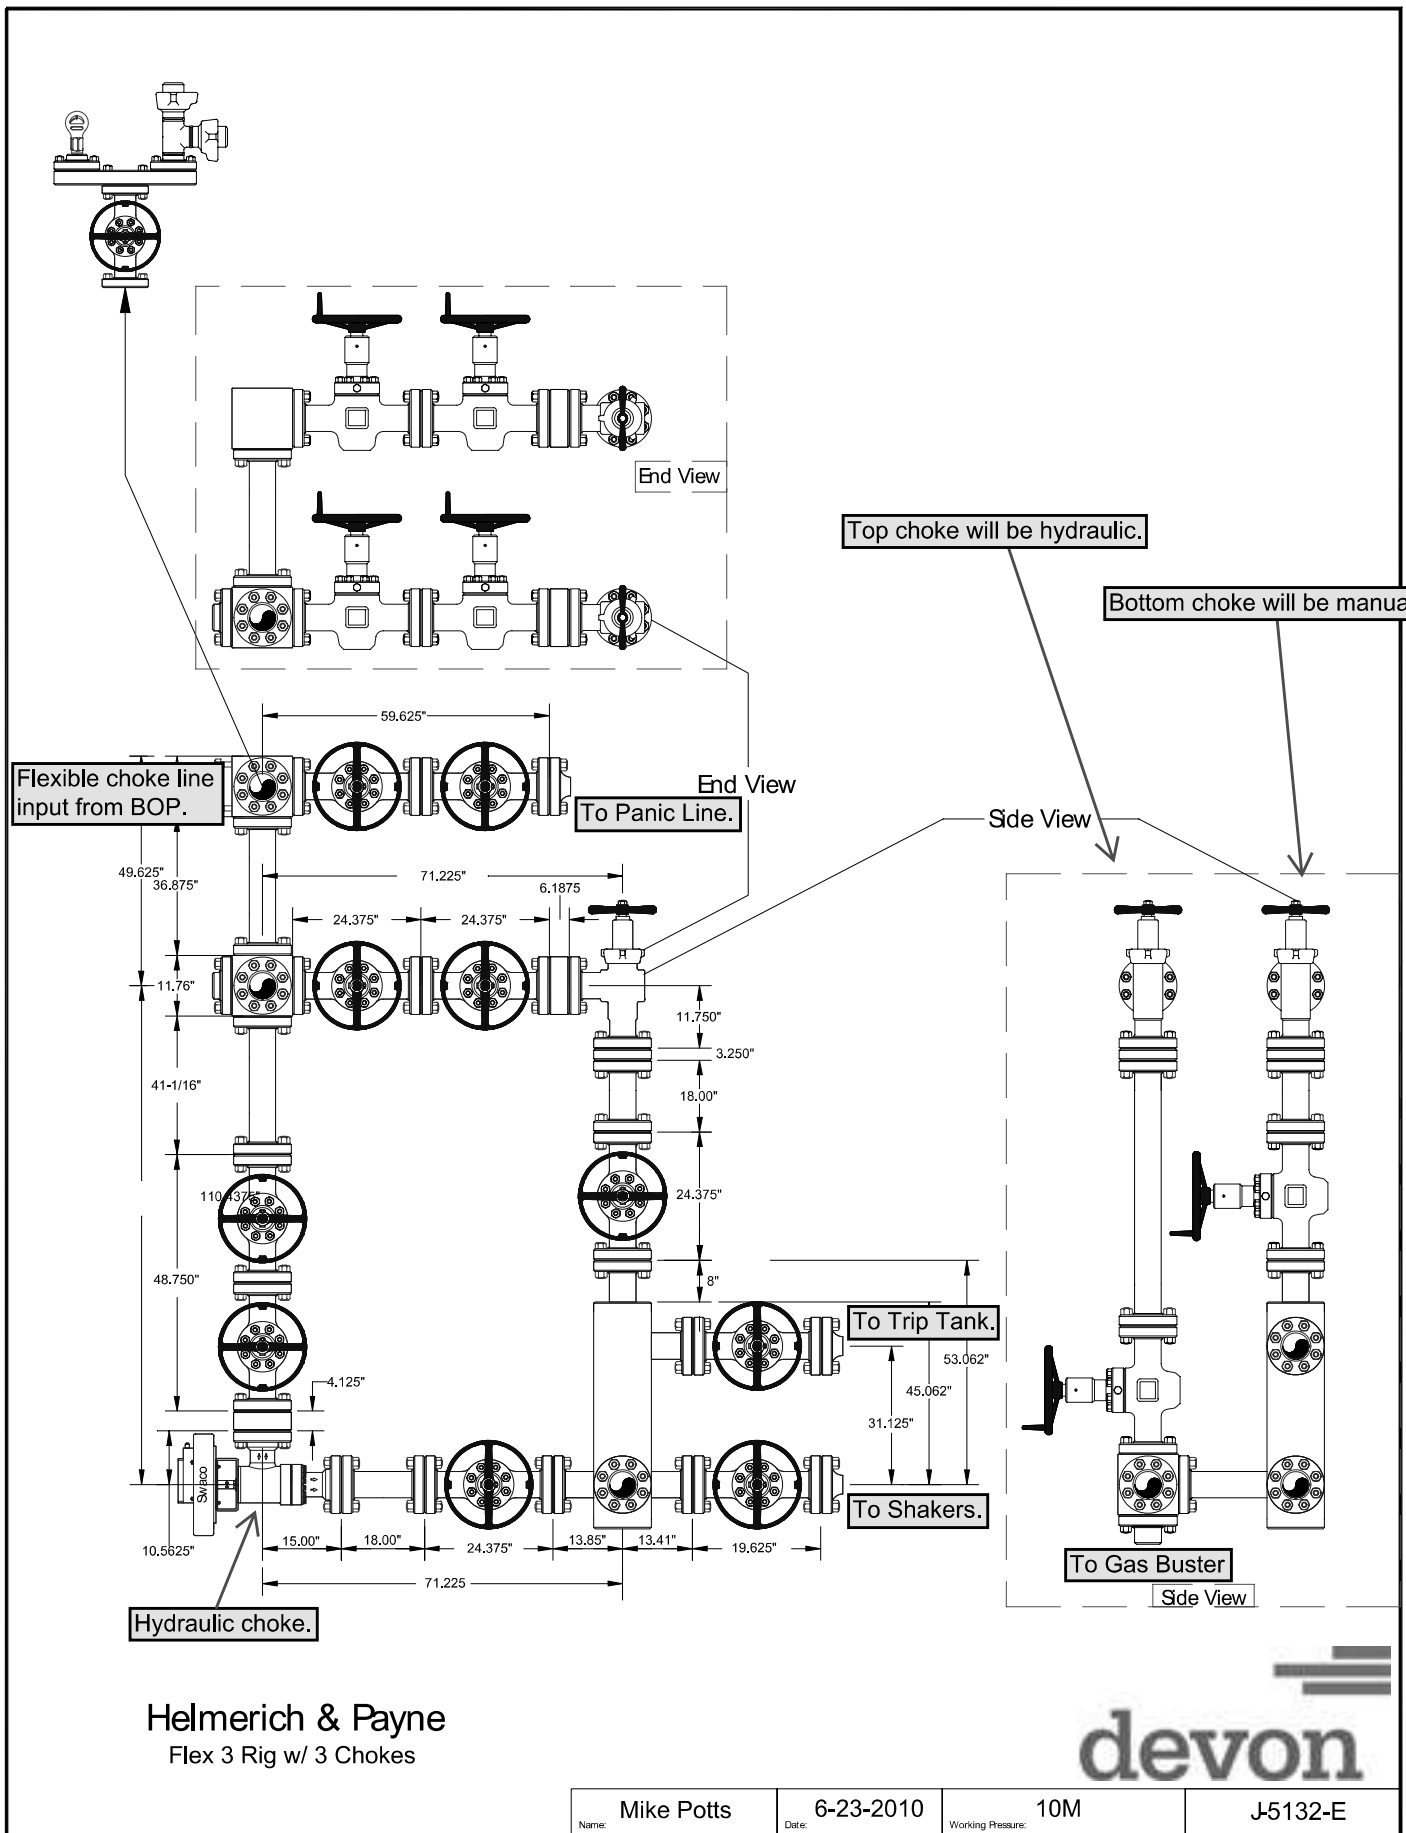 End View
Top choke will be hydraulic.
Bottom choke will be manua
59.625"
Flexible choke line
input from BOP.
End View
To Panic Line.
Side View
49.625"
36.875"
71.225"
6.1875
24.375"
24.375"
11.76"
11.750"
3.250"
41-1/16"
18.00"
110.4375"
24.375"
48.750"
8"
To Trip Tank.
53.062"
4.125"
45.062"
31.125"
Swaco
To Shakers.
10.5625"
15.00"
18.00"
24.375"
13.85"
13.41"
19.625"
To Gas Buster
71.225
Side View
Hydraulic choke.
Helmerich & Payne
Flex 3 Rig w/ 3 Chokes
devon
Name: Mike Potts
Date: 6-23-2010
Working Pressure: 10M
J-5132-E